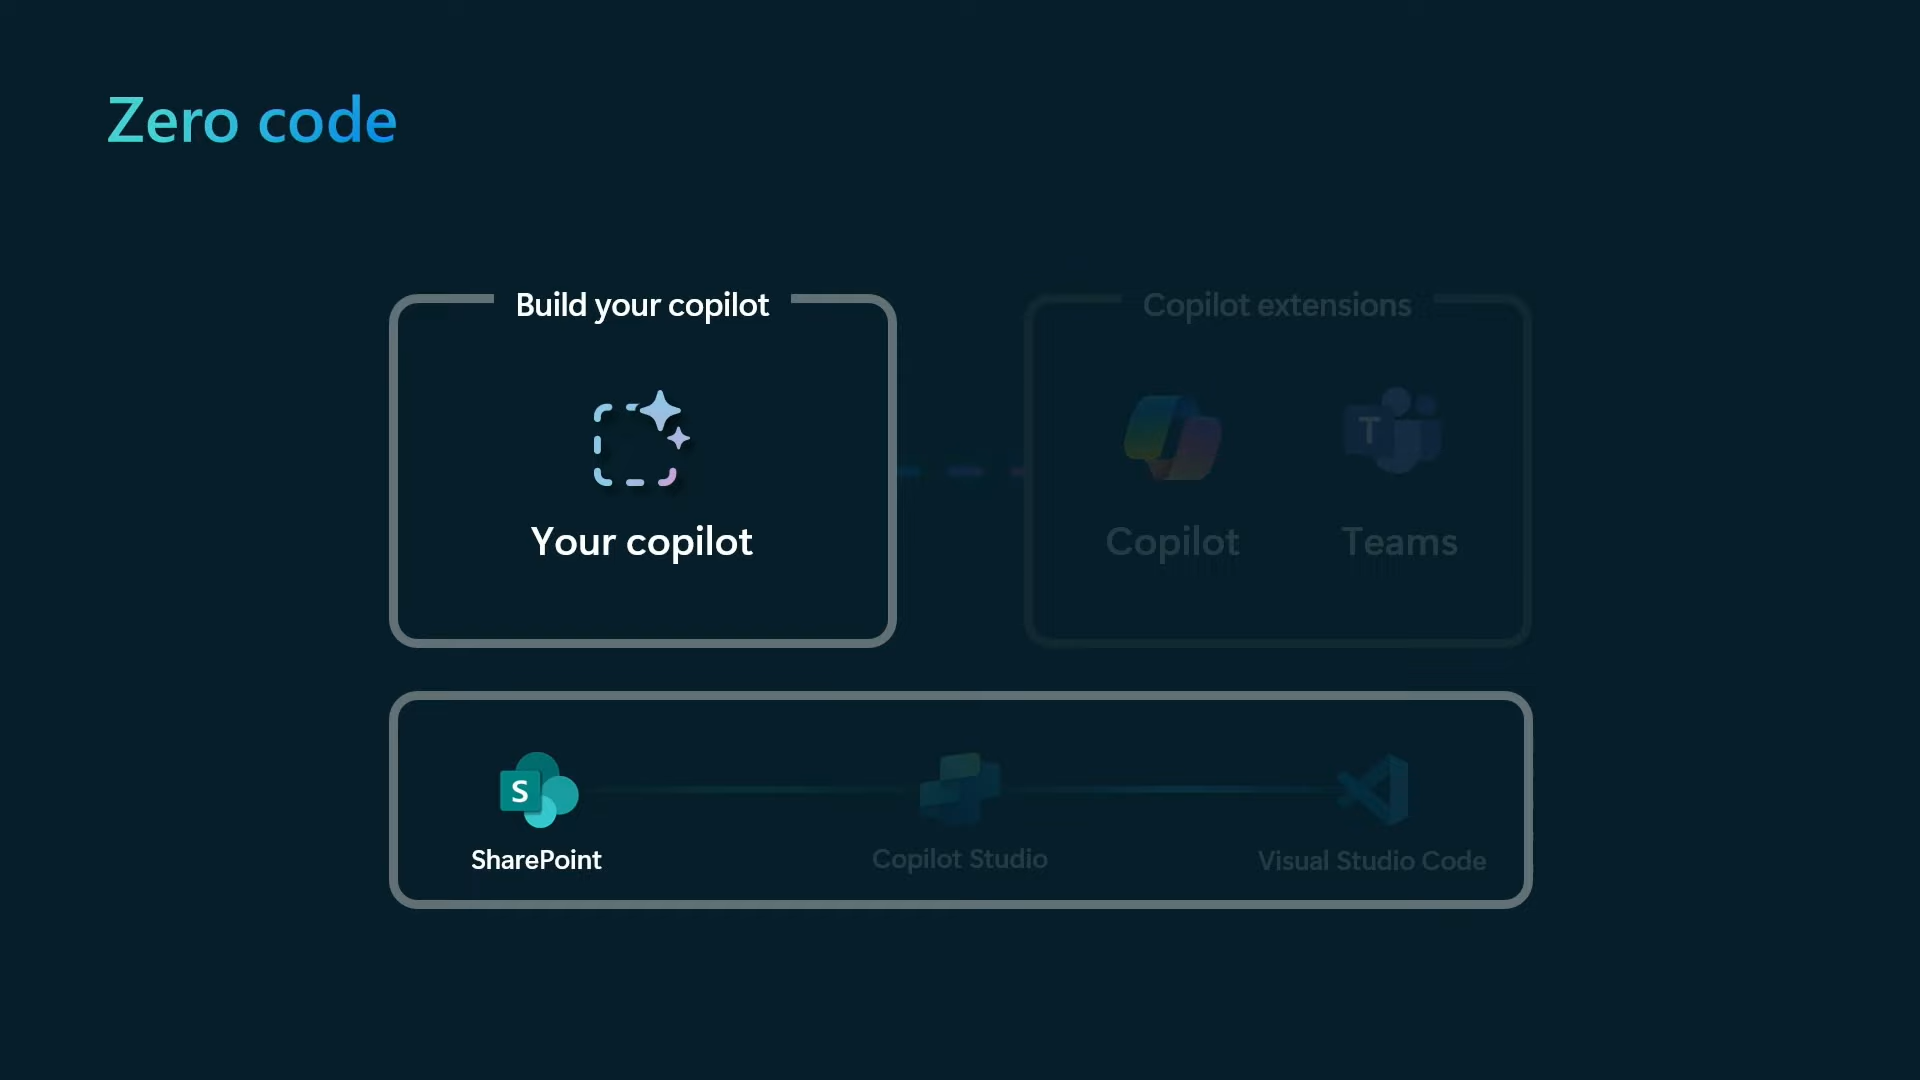 Zero code
Build your copilot
Copilot extensions
T
Your copilot
Copilot
Teams
S
SharePoint
Copilot Studio
Visual Studio Code